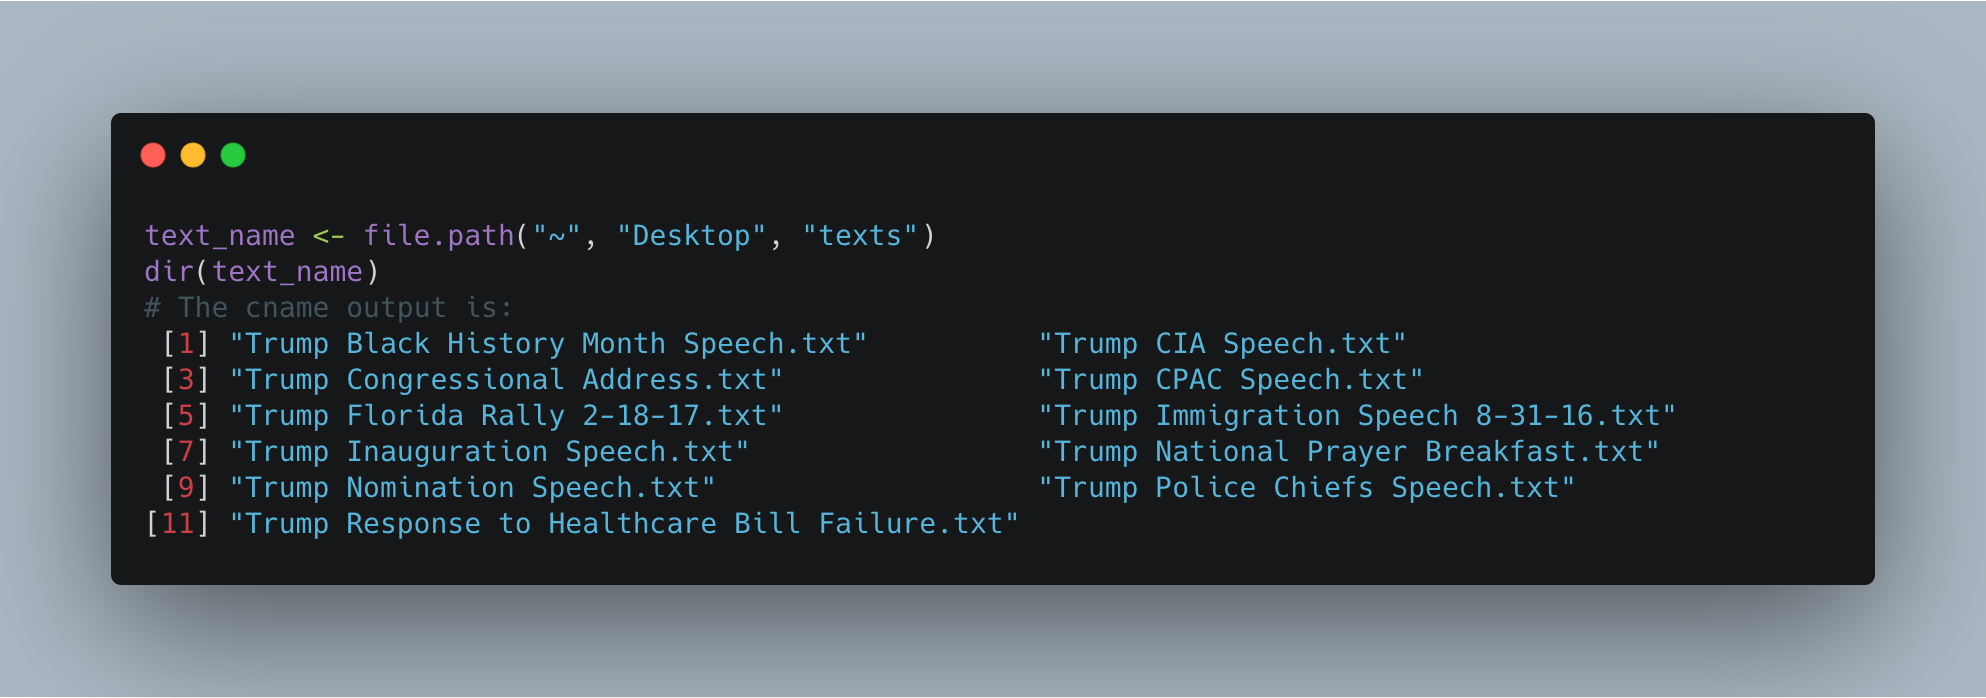 text_name <- file.path("~", "Desktop", "texts")
dir(text_name)
# The cname output is:
 [1] "Trump Black History Month Speech.txt"          "Trump CIA Speech.txt"
 [3] "Trump Congressional Address.txt"               "Trump CPAC Speech.txt"
 [5] "Trump Florida Rally 2-18-17.txt"               "Trump Immigration Speech 8-31-16.txt"
 [7] "Trump Inauguration Speech.txt"                 "Trump National Prayer Breakfast.txt"
 [9] "Trump Nomination Speech.txt"                   "Trump Police Chiefs Speech.txt"
[11] "Trump Response to Healthcare Bill Failure.txt"